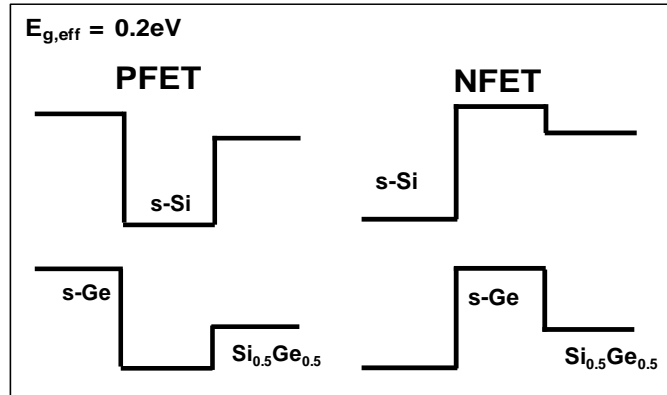 E_g,eff = 0.2eV
PFET
NFET
s-Si
s-Si
s-Ge
s-Ge
Si_0.5Ge_0.5
Si_0.5Ge_0.5